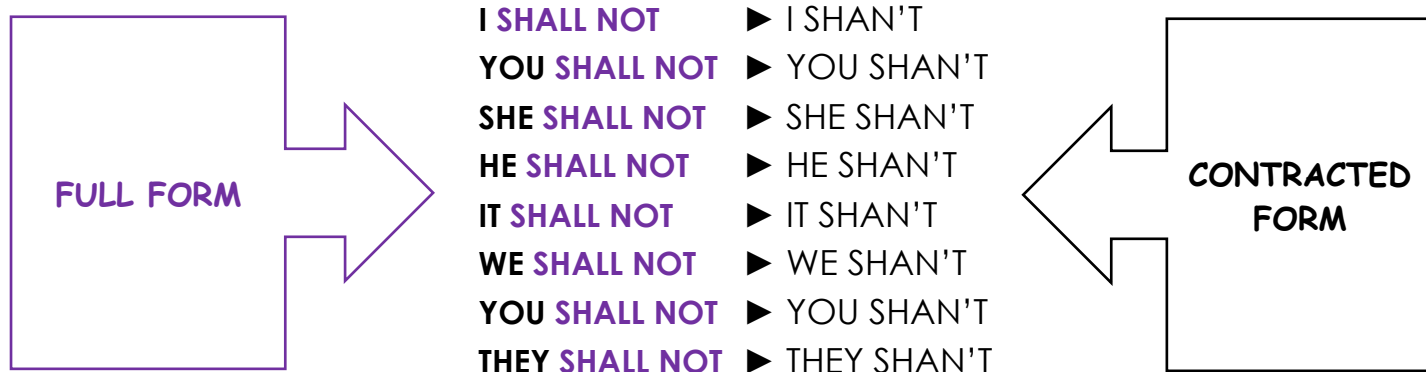 I SHALL NOT ► I SHAN'T
YOU SHALL NOT ► YOU SHAN'T
SHE SHALL NOT ► SHE SHAN'T
HE SHALL NOT ► HE SHAN'T
FULL FORM
IT SHALL NOT ► IT SHAN'T
WE SHALL NOT ► WE SHAN'T
YOU SHALL NOT ► YOU SHAN'T
THEY SHALL NOT ► THEY SHAN'T
CONTRACTED
FORM